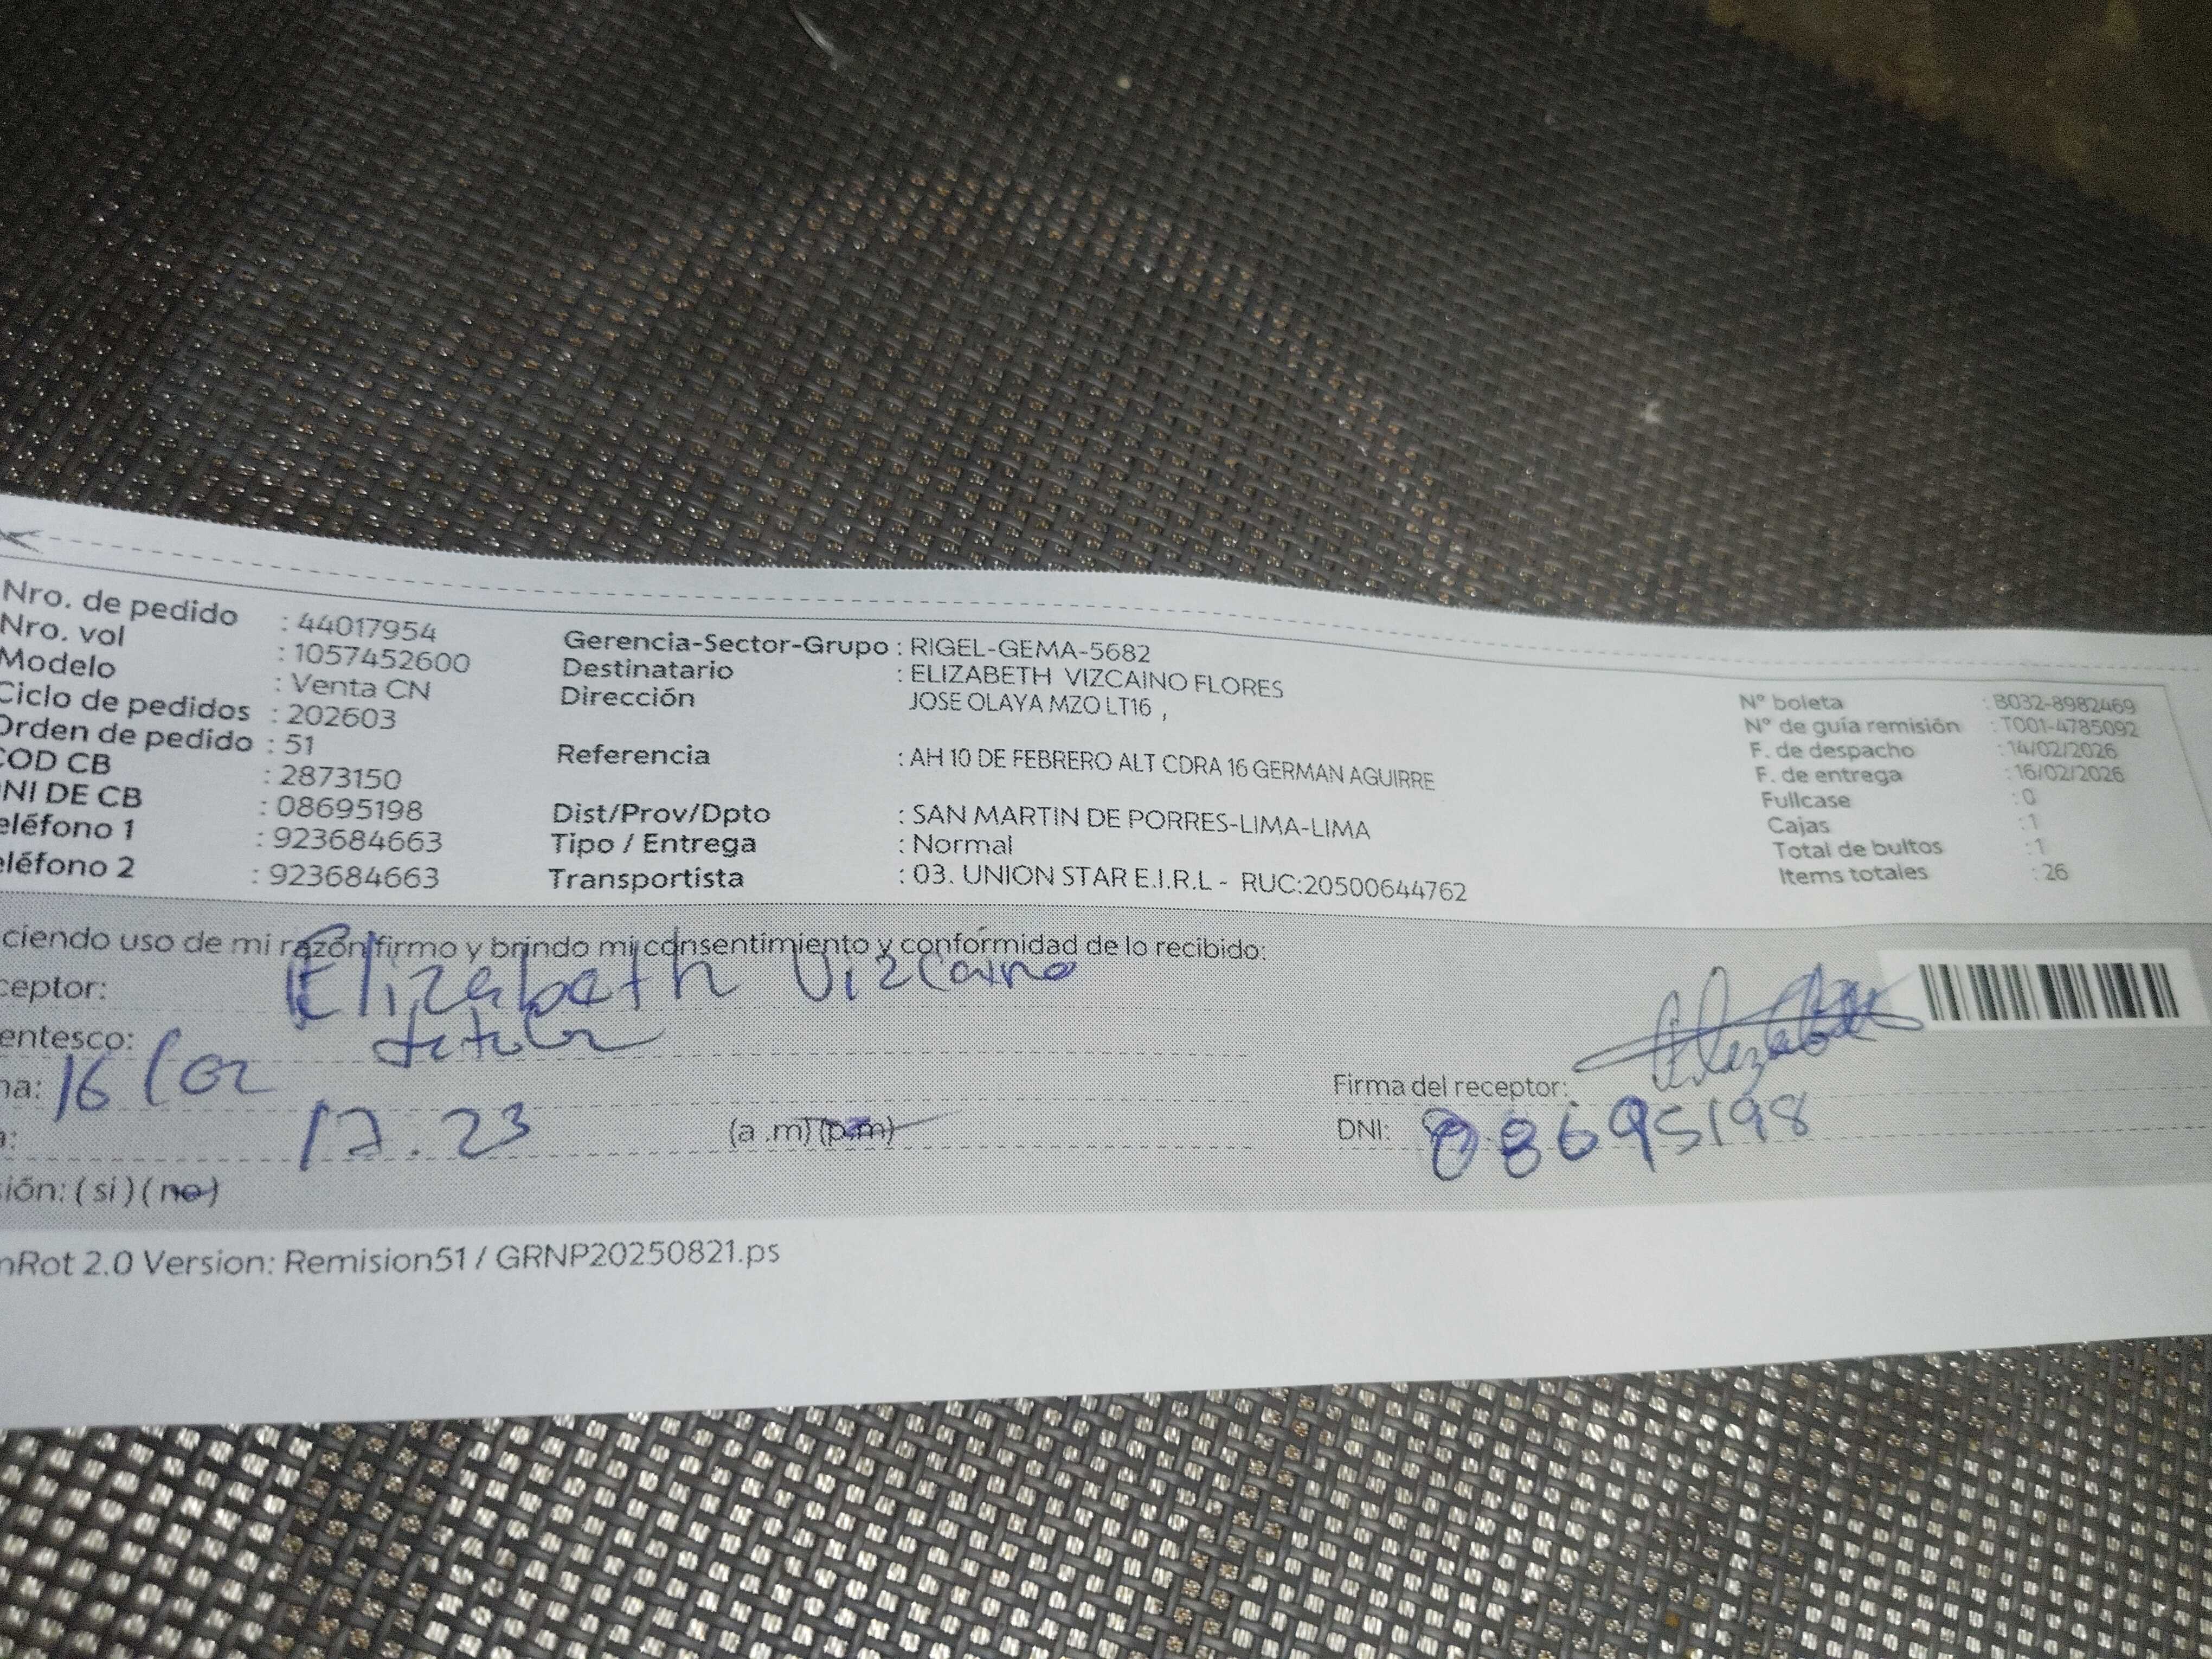 Nro. de pedido : 44017954
Nro. vol : 1057452600
Modelo : Venta CN
Ciclo de pedidos : 202603
Orden de pedido : 51
COD CB : 2873150
NI DE CB : 08695198
eléfono 1 : 923684663
eléfono 2 : 923684663
Gerencia-Sector-Grupo : RIGEL-GEMA-5682
Destinatario : ELIZABETH VIZCAINO FLORES
Dirección JOSE OLAYA MZO LT16 ,
Referencia : AH 10 DE FEBRERO ALT CDRA 16 GERMAN AGUIRRE
Dist/Prov/Dpto : SAN MARTIN DE PORRES-LIMA-LIMA
Tipo / Entrega : Normal
Transportista : 03. UNION STAR E.I.R.L - RUC:20500644762
N° boleta : B032-8982469
N° de guía remisión : T001-4785092
F. de despacho : 14/02/2026
F. de entrega : 16/02/2026
Fullcase : 0
Cajas : 1
Total de bultos : 1
Items totales : 26
ciendo uso de mi razón firmo y brindo mi consentimiento y conformidad de lo recibido:
ceptor: Elizabeth Vizcaino
entesco: titular
na: 16/02
a: 17.23 (a .m) (p.m)
sión: ( si ) ( no )
Firma del receptor:
DNI: 08695198
nRot 2.0 Version: Remision51 / GRNP20250821.ps